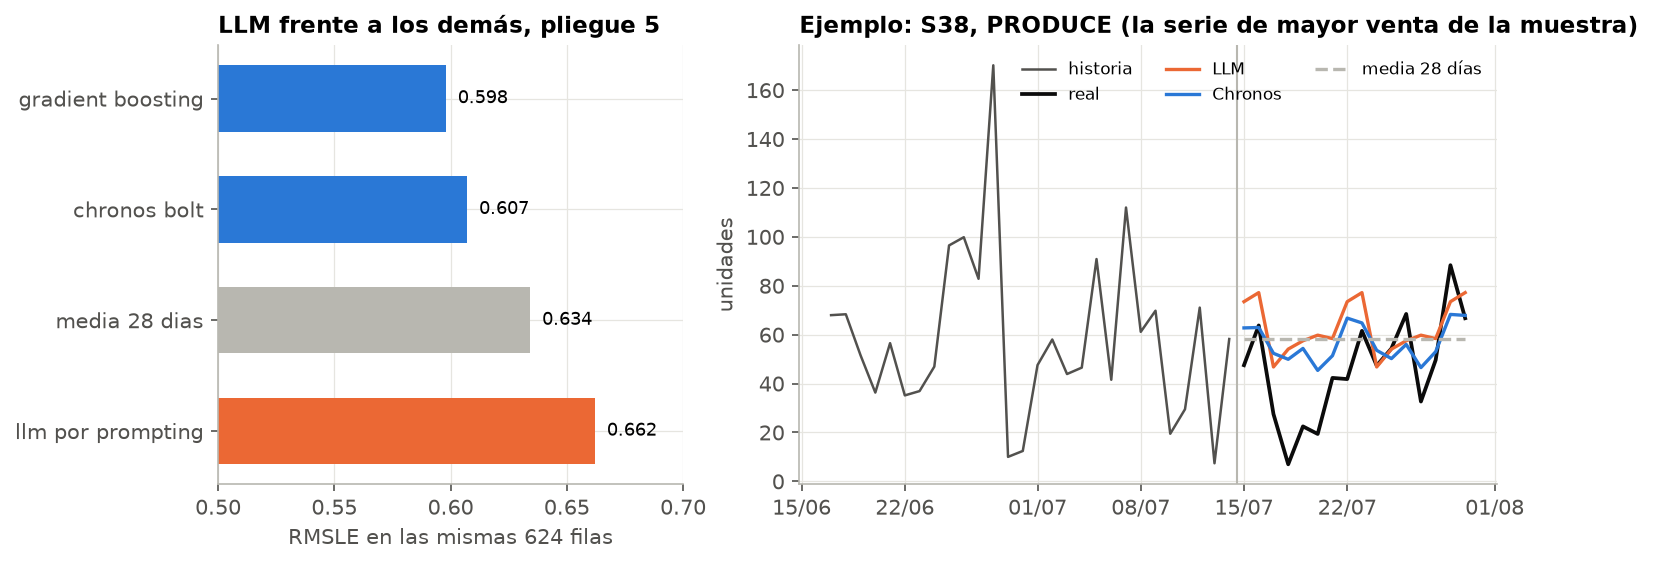 LLM frente a los demás, pliegue 5
gradient boosting
0.598
chronos bolt
0.607
media 28 dias
0.634
llm por prompting
0.662
0.50 0.55 0.60 0.65 0.70
RMSLE en las mismas 624 filas
Ejemplo: S38, PRODUCE (la serie de mayor venta de la muestra)
historia LLM media 28 días
real Chronos
unidades
160
140
120
100
80
60
40
20
0
15/06 22/06 01/07 08/07 15/07 22/07 01/08